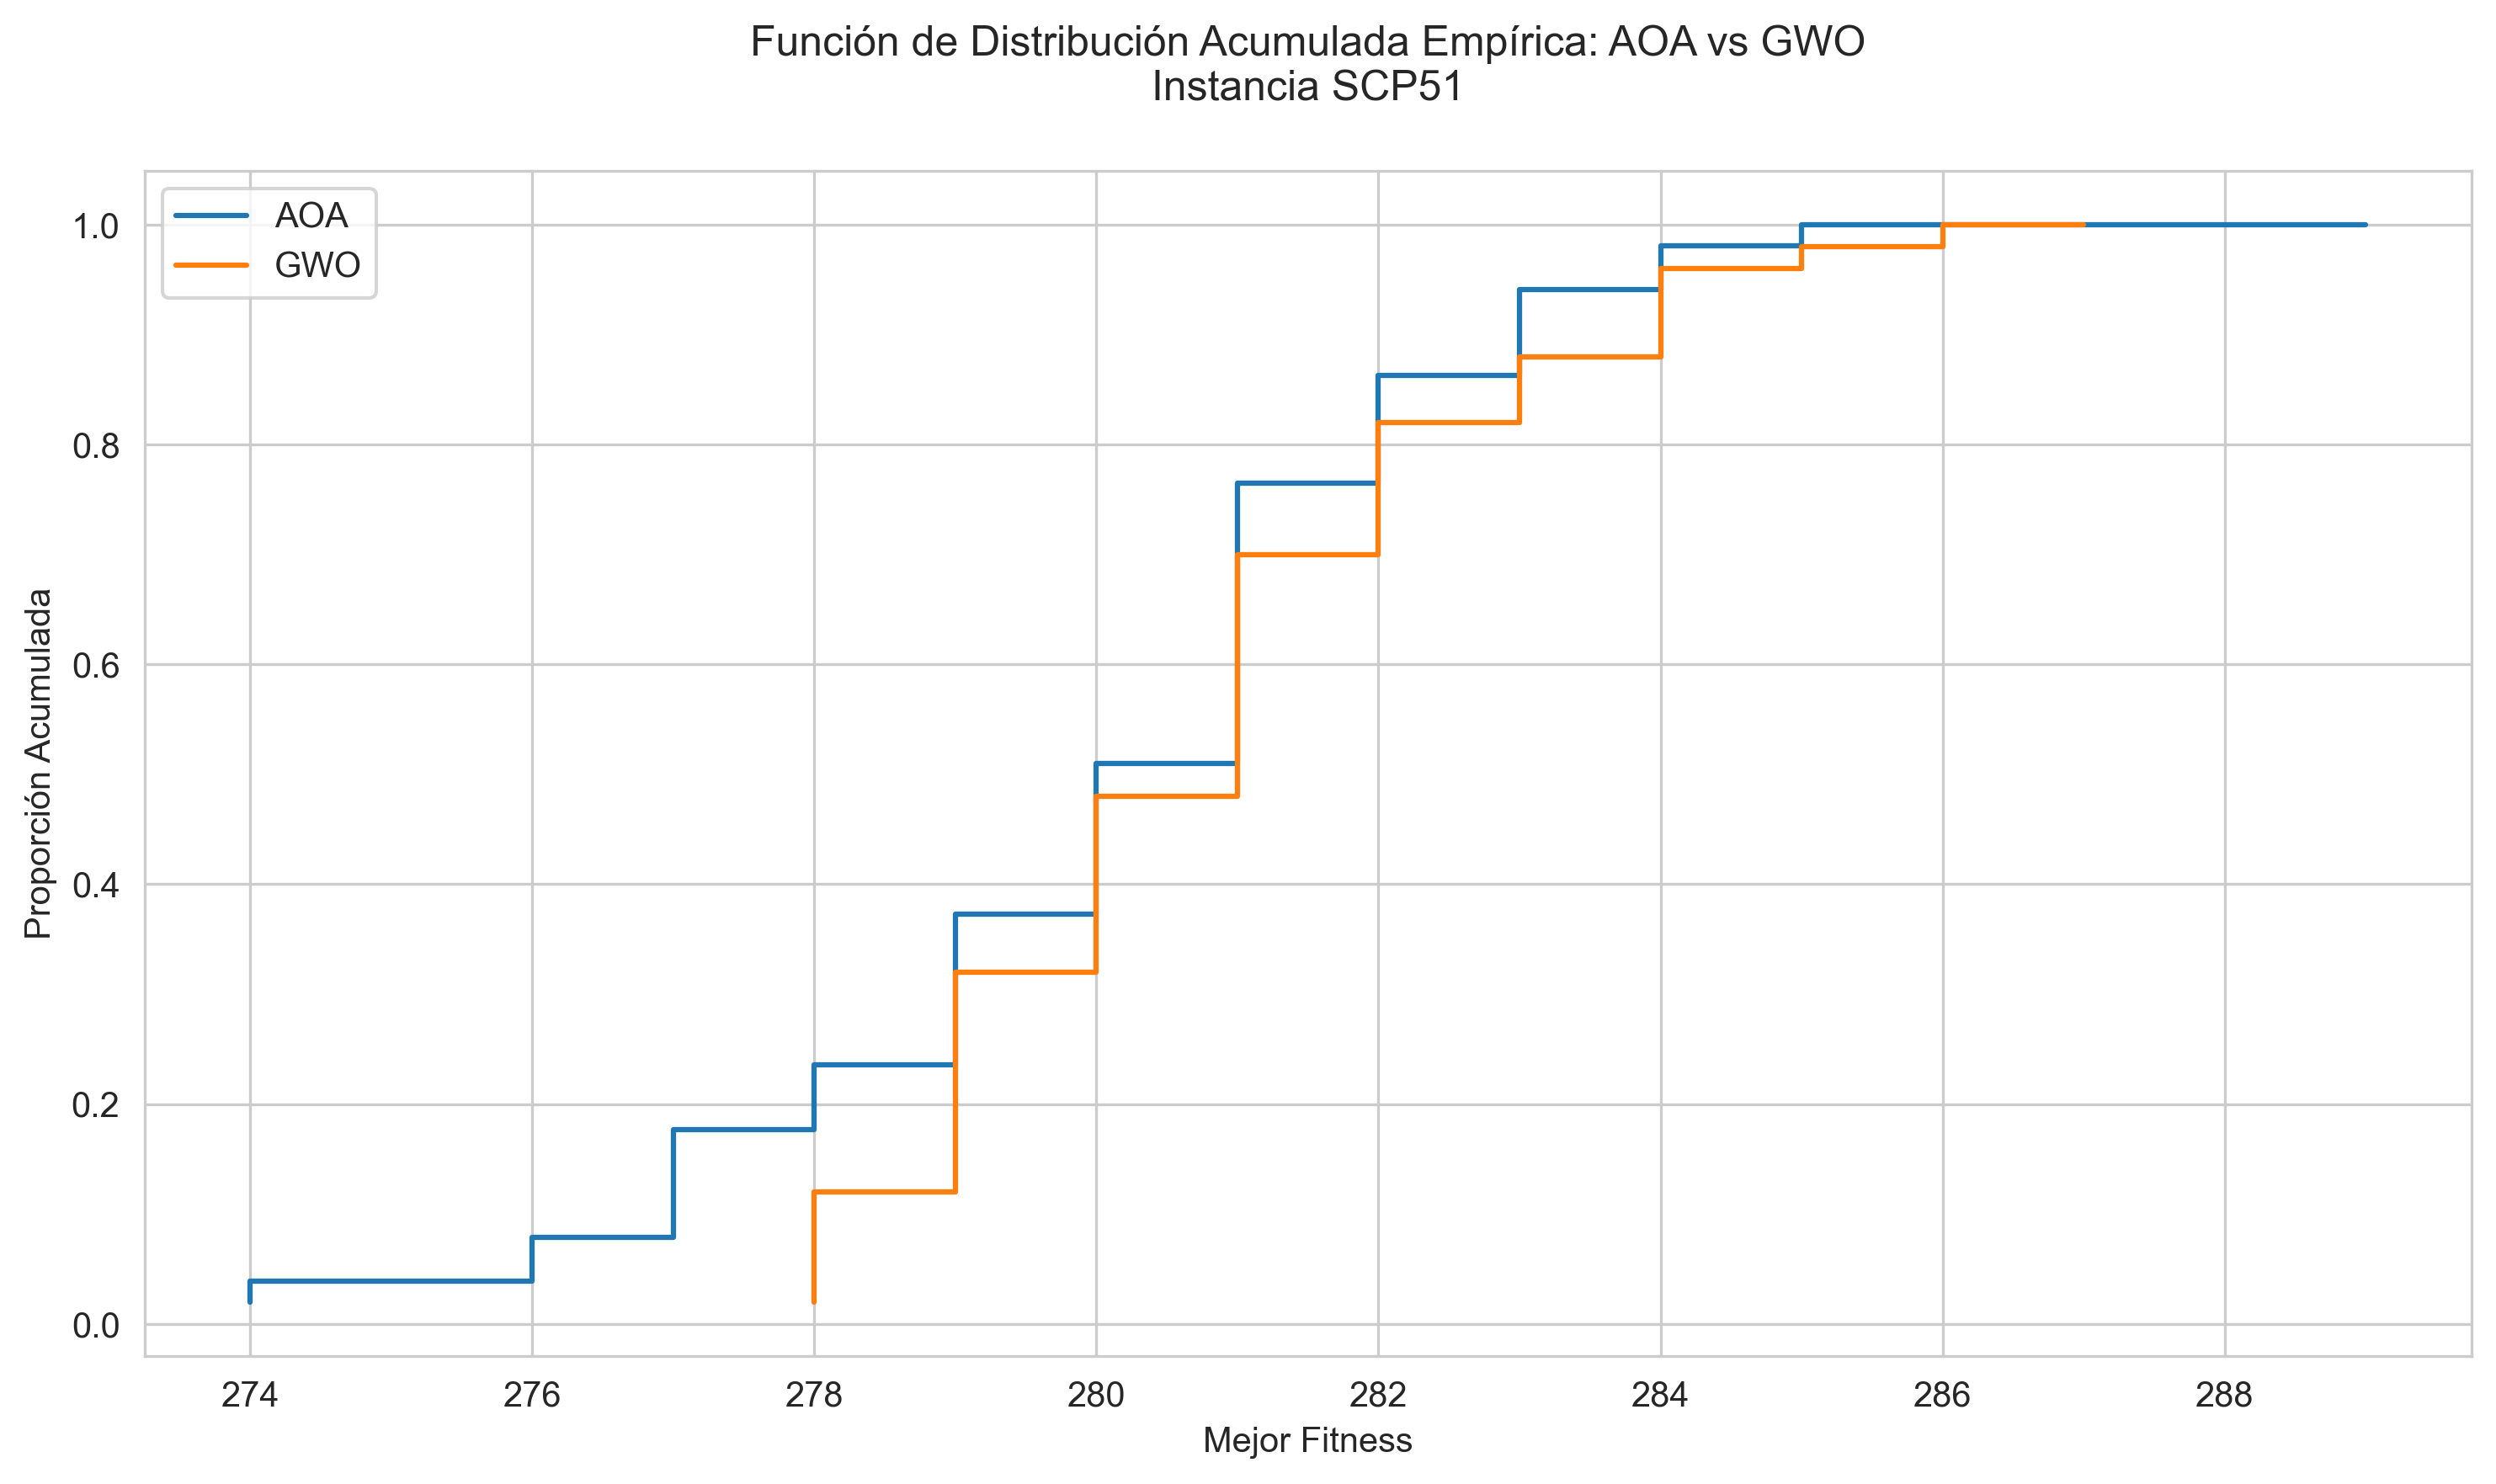 Función de Distribución Acumulada Empírica: AOA vs GWO
Instancia SCP51
AOA
GWO
1.0
0.8
0.6
0.4
0.2
0.0
Proporción Acumulada
274 276 278 280 282 284 286 288
Mejor Fitness